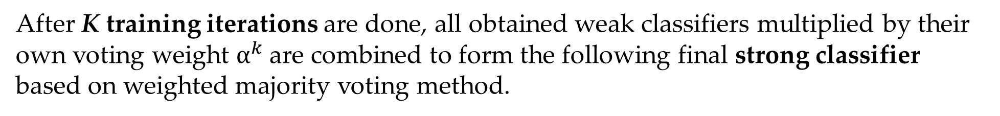 After K training iterations are done, all obtained weak classifiers multiplied by their
own voting weight α^k are combined to form the following final strong classifier
based on weighted majority voting method.